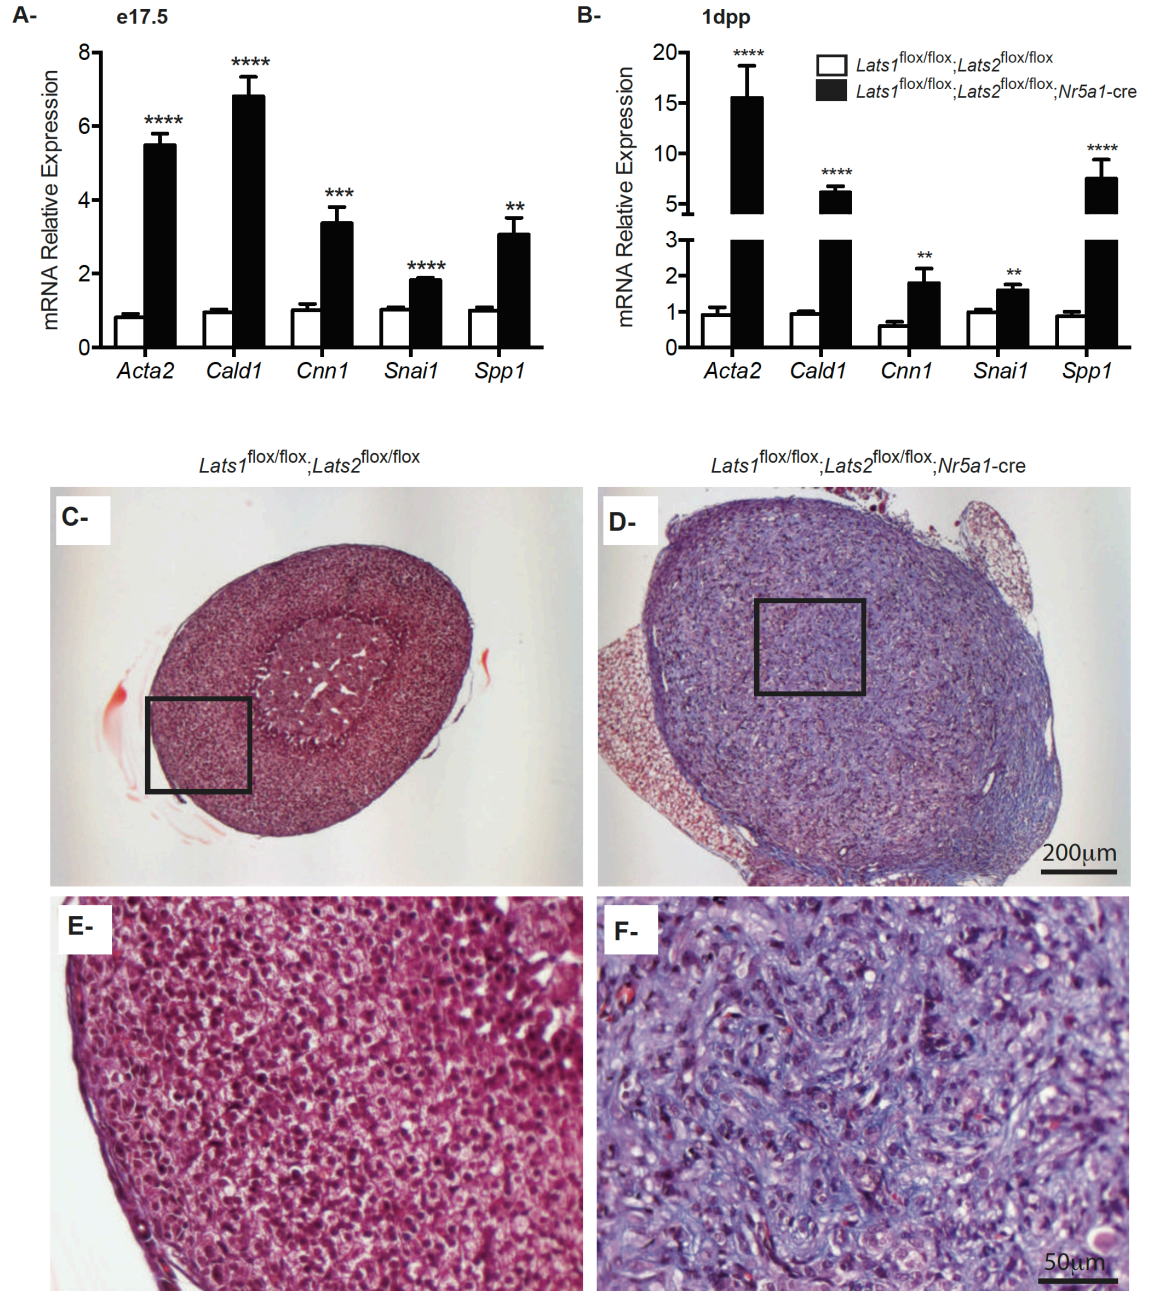 A- e17.5
mRNA Relative Expression
8
6
4
2
0
****
****
***
****
**
Acta2 Cald1 Cnn1 Snai1 Spp1
B- 1dpp
mRNA Relative Expression
20
15
10
5
3
2
1
0
****
****
**
**
****
Lats1flox/flox;Lats2flox/flox
Lats1flox/flox;Lats2flox/flox;Nr5a1-cre
Acta2 Cald1 Cnn1 Snai1 Spp1
Lats1flox/flox;Lats2flox/flox
Lats1flox/flox;Lats2flox/flox;Nr5a1-cre
C-
D-
200μm
E-
F-
50μm